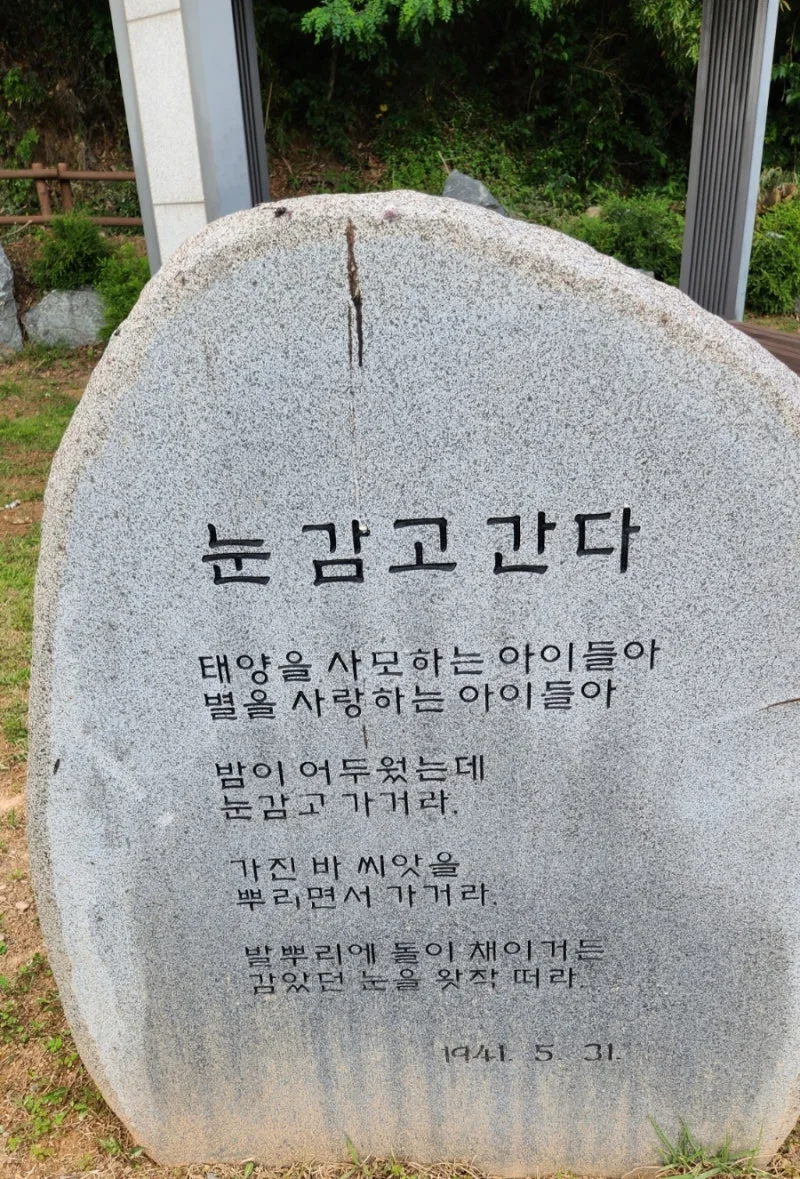 눈 감고 간다
태양을 사모하는 아이들아
별을 사랑하는 아이들아
밤이 어두웠는데
눈감고 가거라.
가진 바 씨앗을
뿌리면서 가거라.
발뿌리에 돌이 채이거든
감았던 눈을 왓작 떠라.
1941. 5. 31.